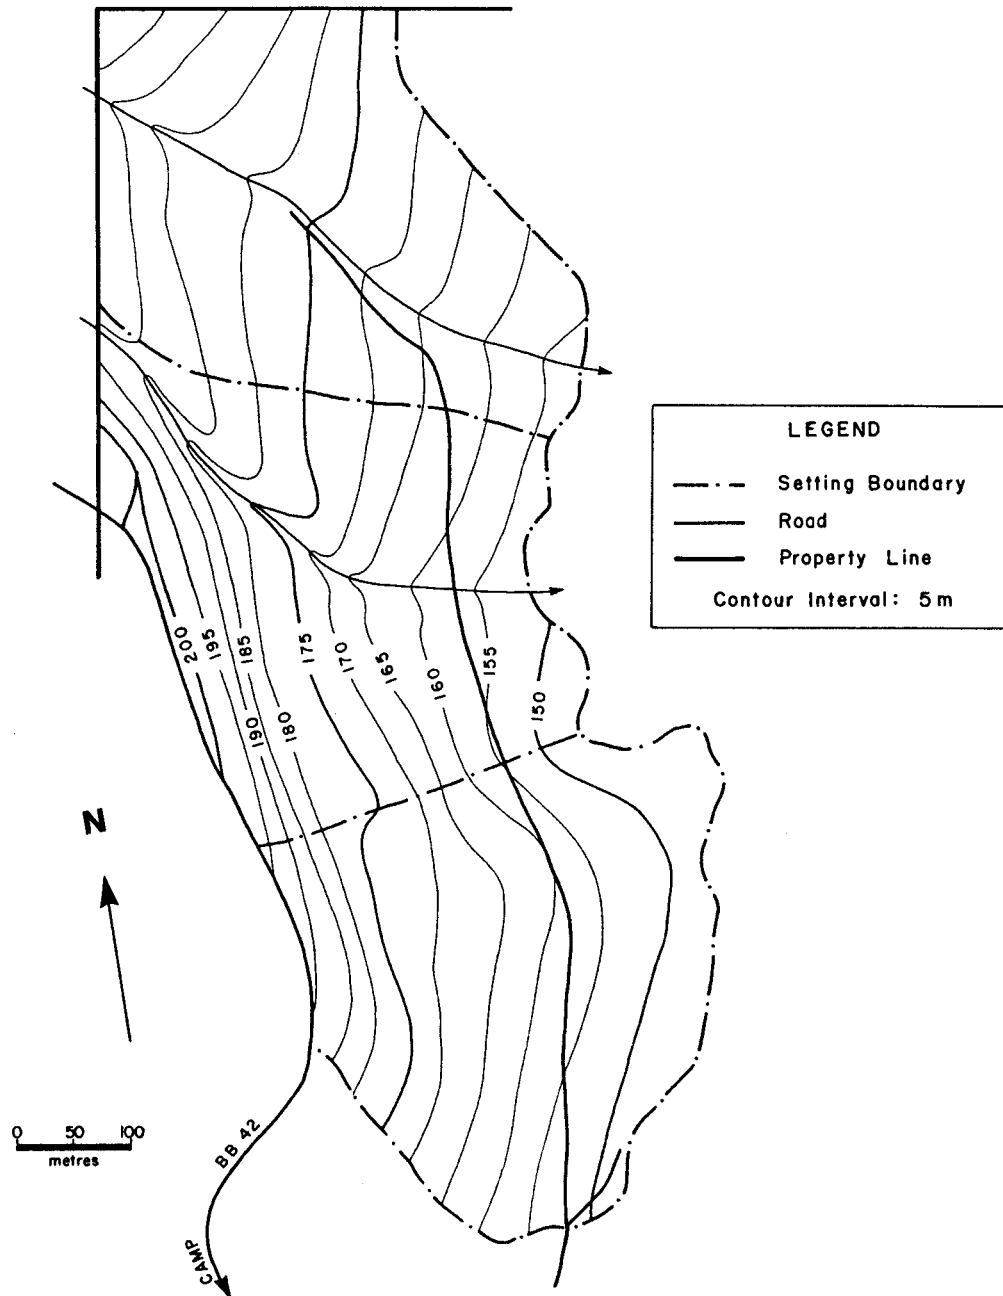 LEGEND
Setting Boundary
Road
Property Line
Contour Interval: 5 m
200
195
185
175
170
165
160
155
150
190
180
N
0 50 100
metres
BB 42
CAMP